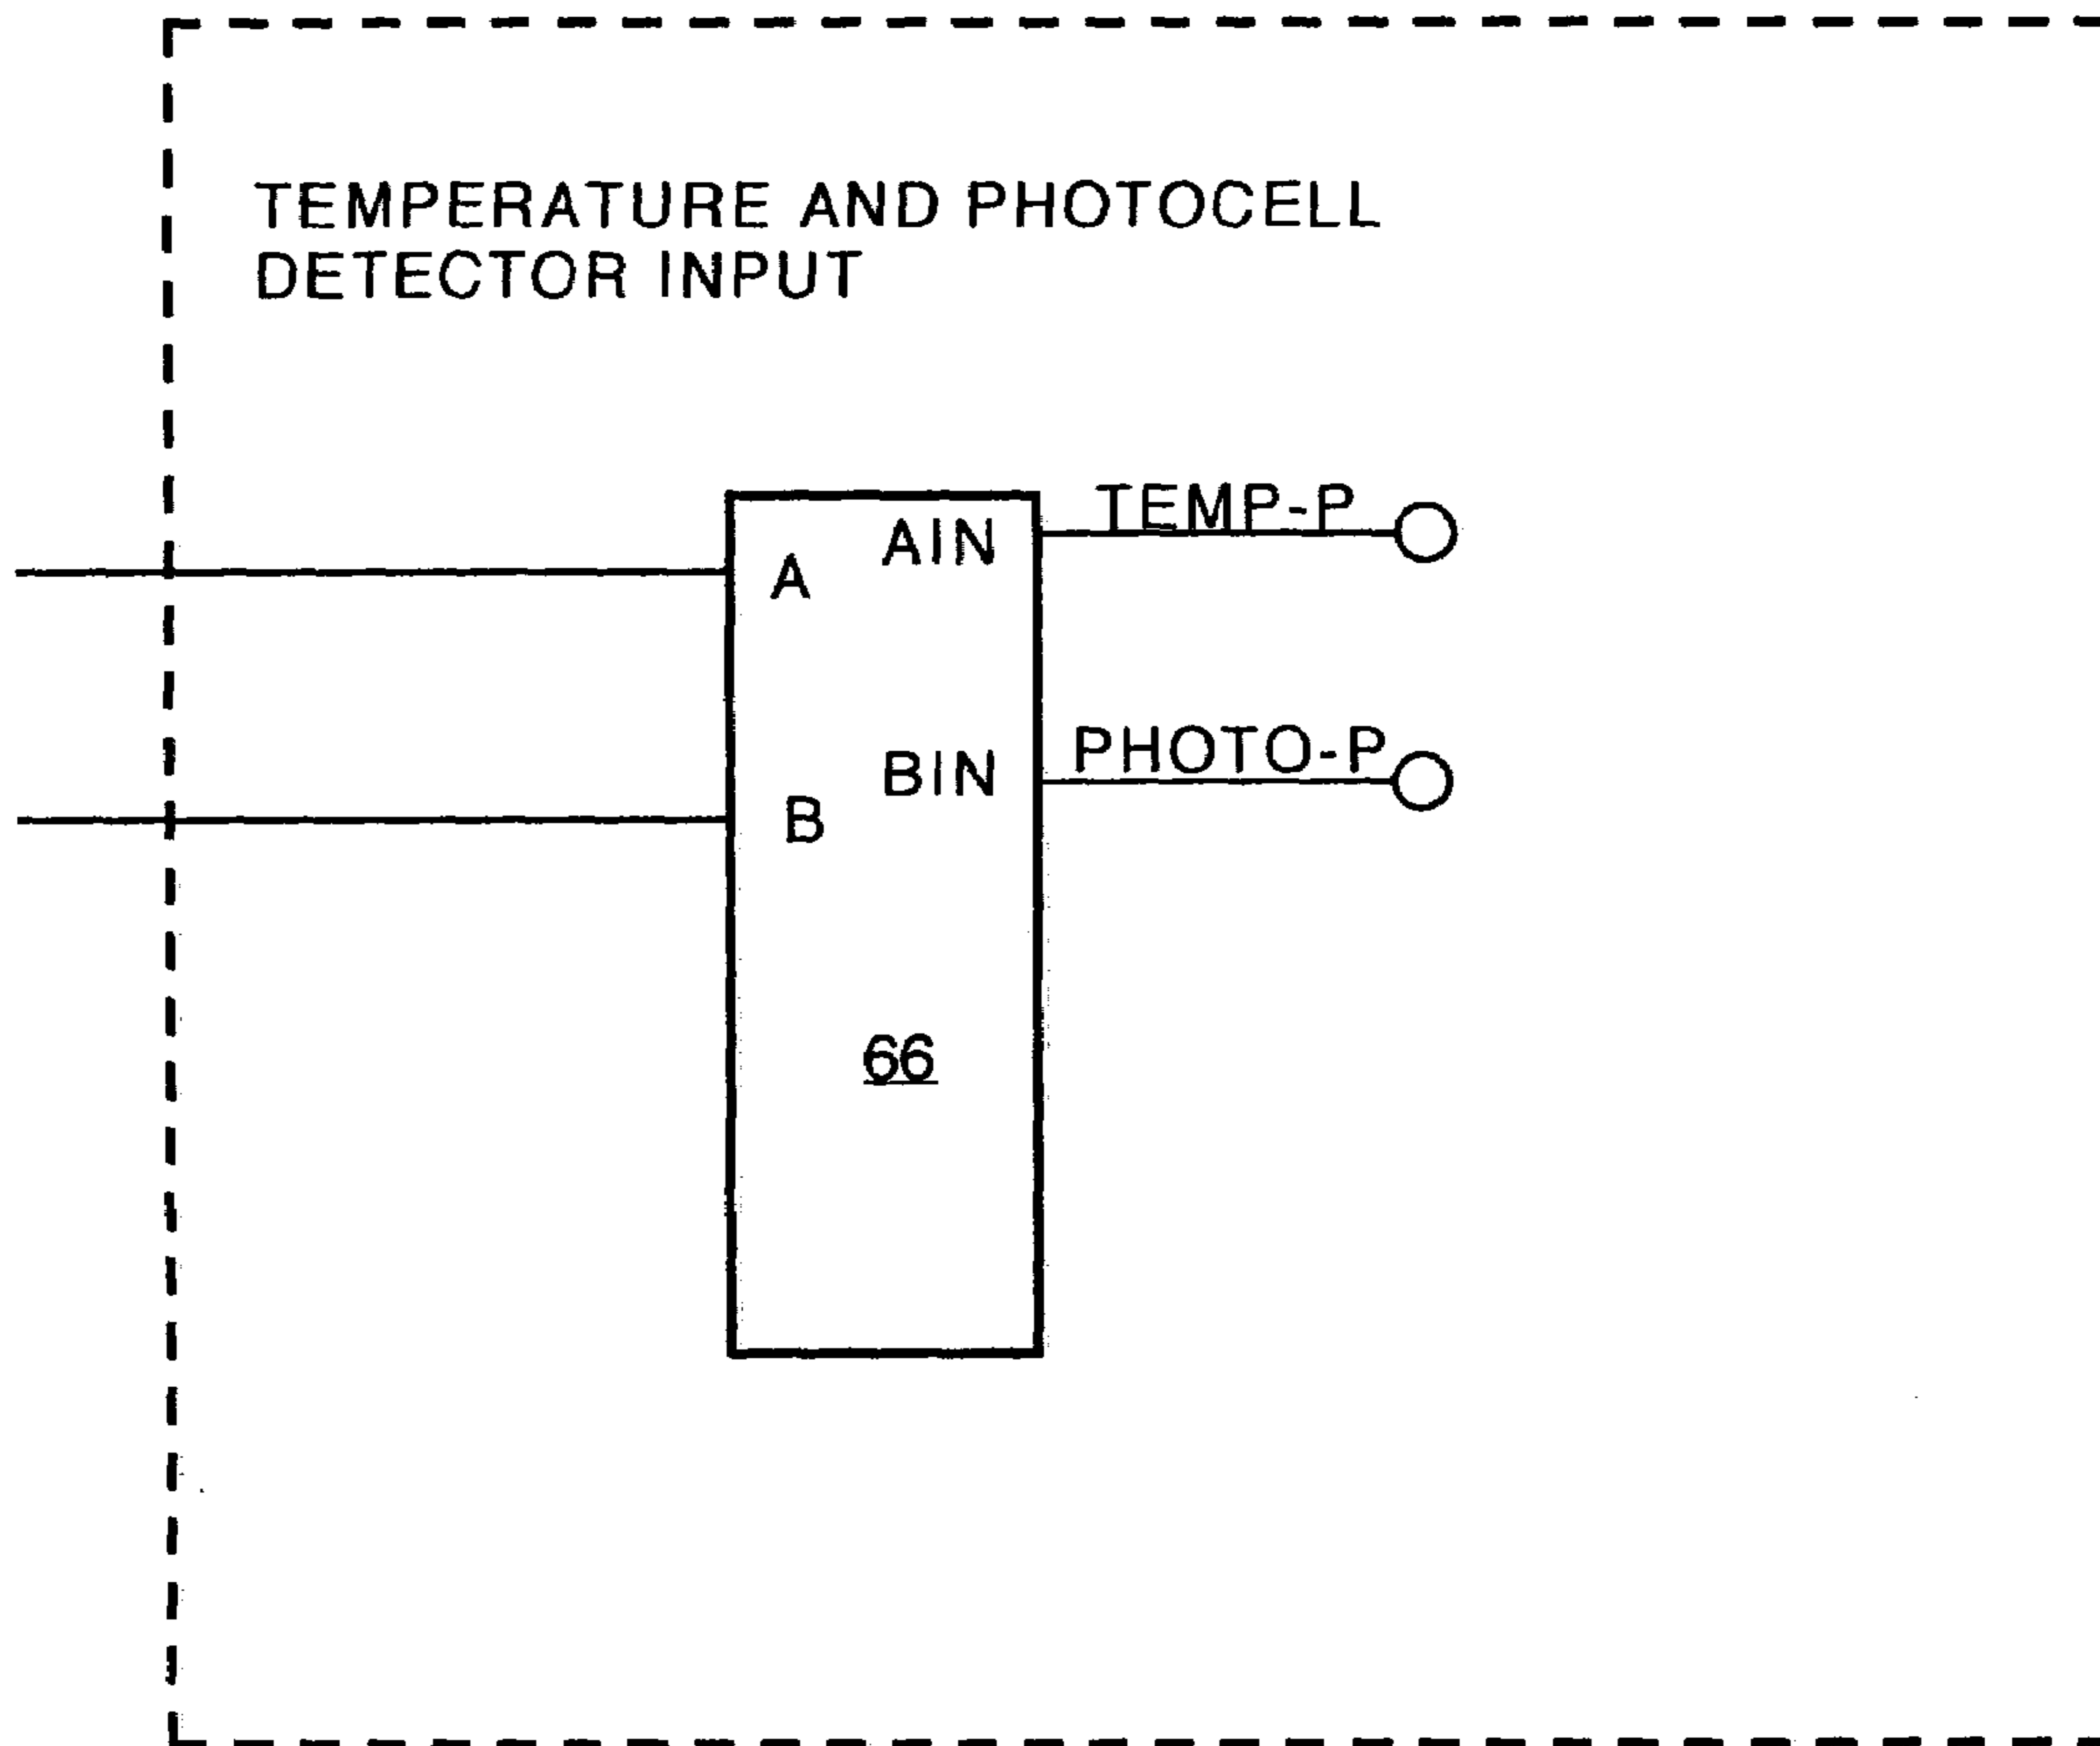 TEMPERATURE AND PHOTOCELL
DETECTOR INPUT
TEMP-P
AIN
A
PHOTO-P
BIN
B
66